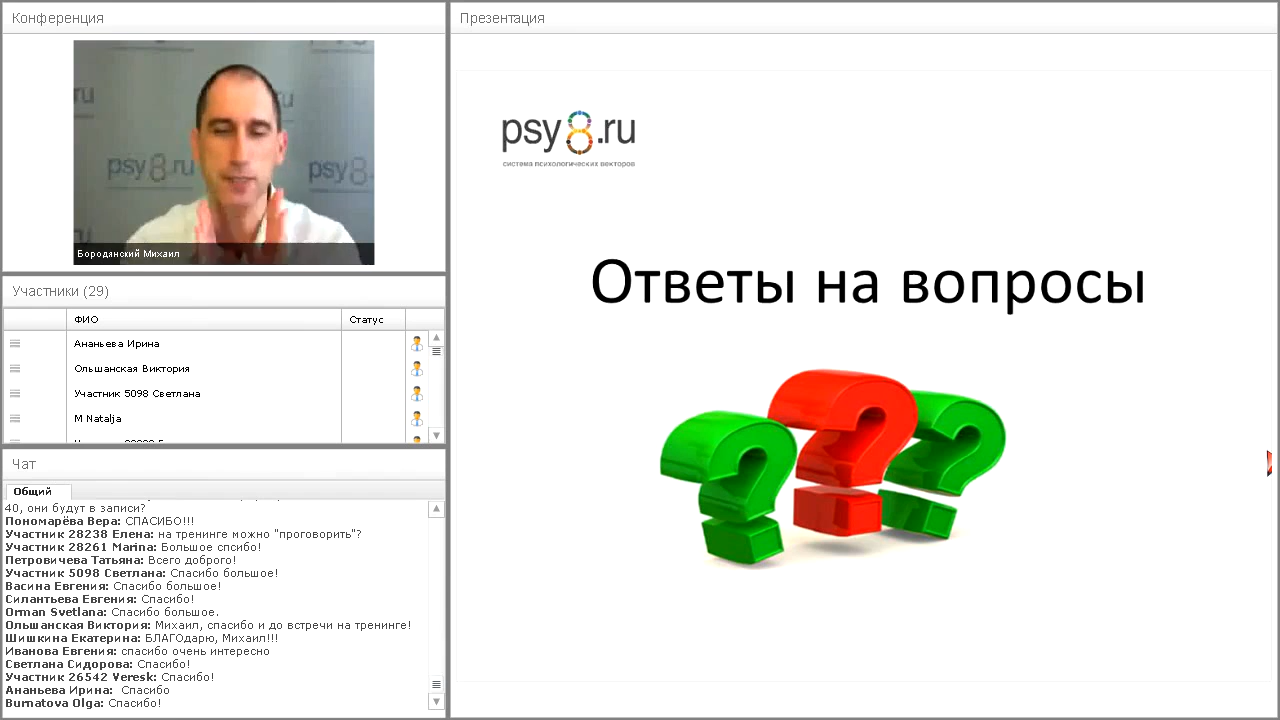 Конференция
psy8.ru
psy8.ru
Бородянский Михаил
Участники (29)
ФИО
Статус
Ананьева Ирина
Ольшанская Виктория
Участник 5098 Светлана
M Natalja
Чат
Общий
40, они будут в записи?
Пономарёва Вера: СПАСИБО!!!
Участник 28238 Елена: на тренинге можно "проговорить"?
Участник 28261 Marina: Большое спсибо!
Петровичева Татьяна: Всего доброго!
Участник 5098 Светлана: Спасибо большое!
Васина Евгения: Спасибо большое!
Силантьева Евгения: Спасибо!
Orman Svetlana: Спасибо большое.
Ольшанская Виктория: Михаил, спасибо и до встречи на тренинге!
Шишкина Екатерина: БЛАГОдарю, Михаил!!!
Иванова Евгения: спасибо очень интересно
Светлана Сидорова: Спасибо!
Участник 26542 Veresk: Спасибо!
Ананьева Ирина: Спасибо
Burnatova Olga: Спасибо!
Презентация
psy8.ru
система психологических векторов
Ответы на вопросы